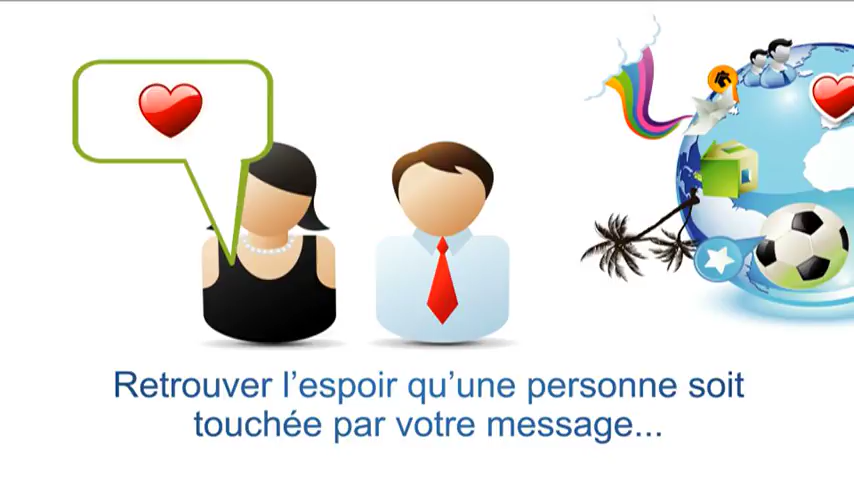 Retrouver l’espoir qu’une personne soit
touchée par votre message...